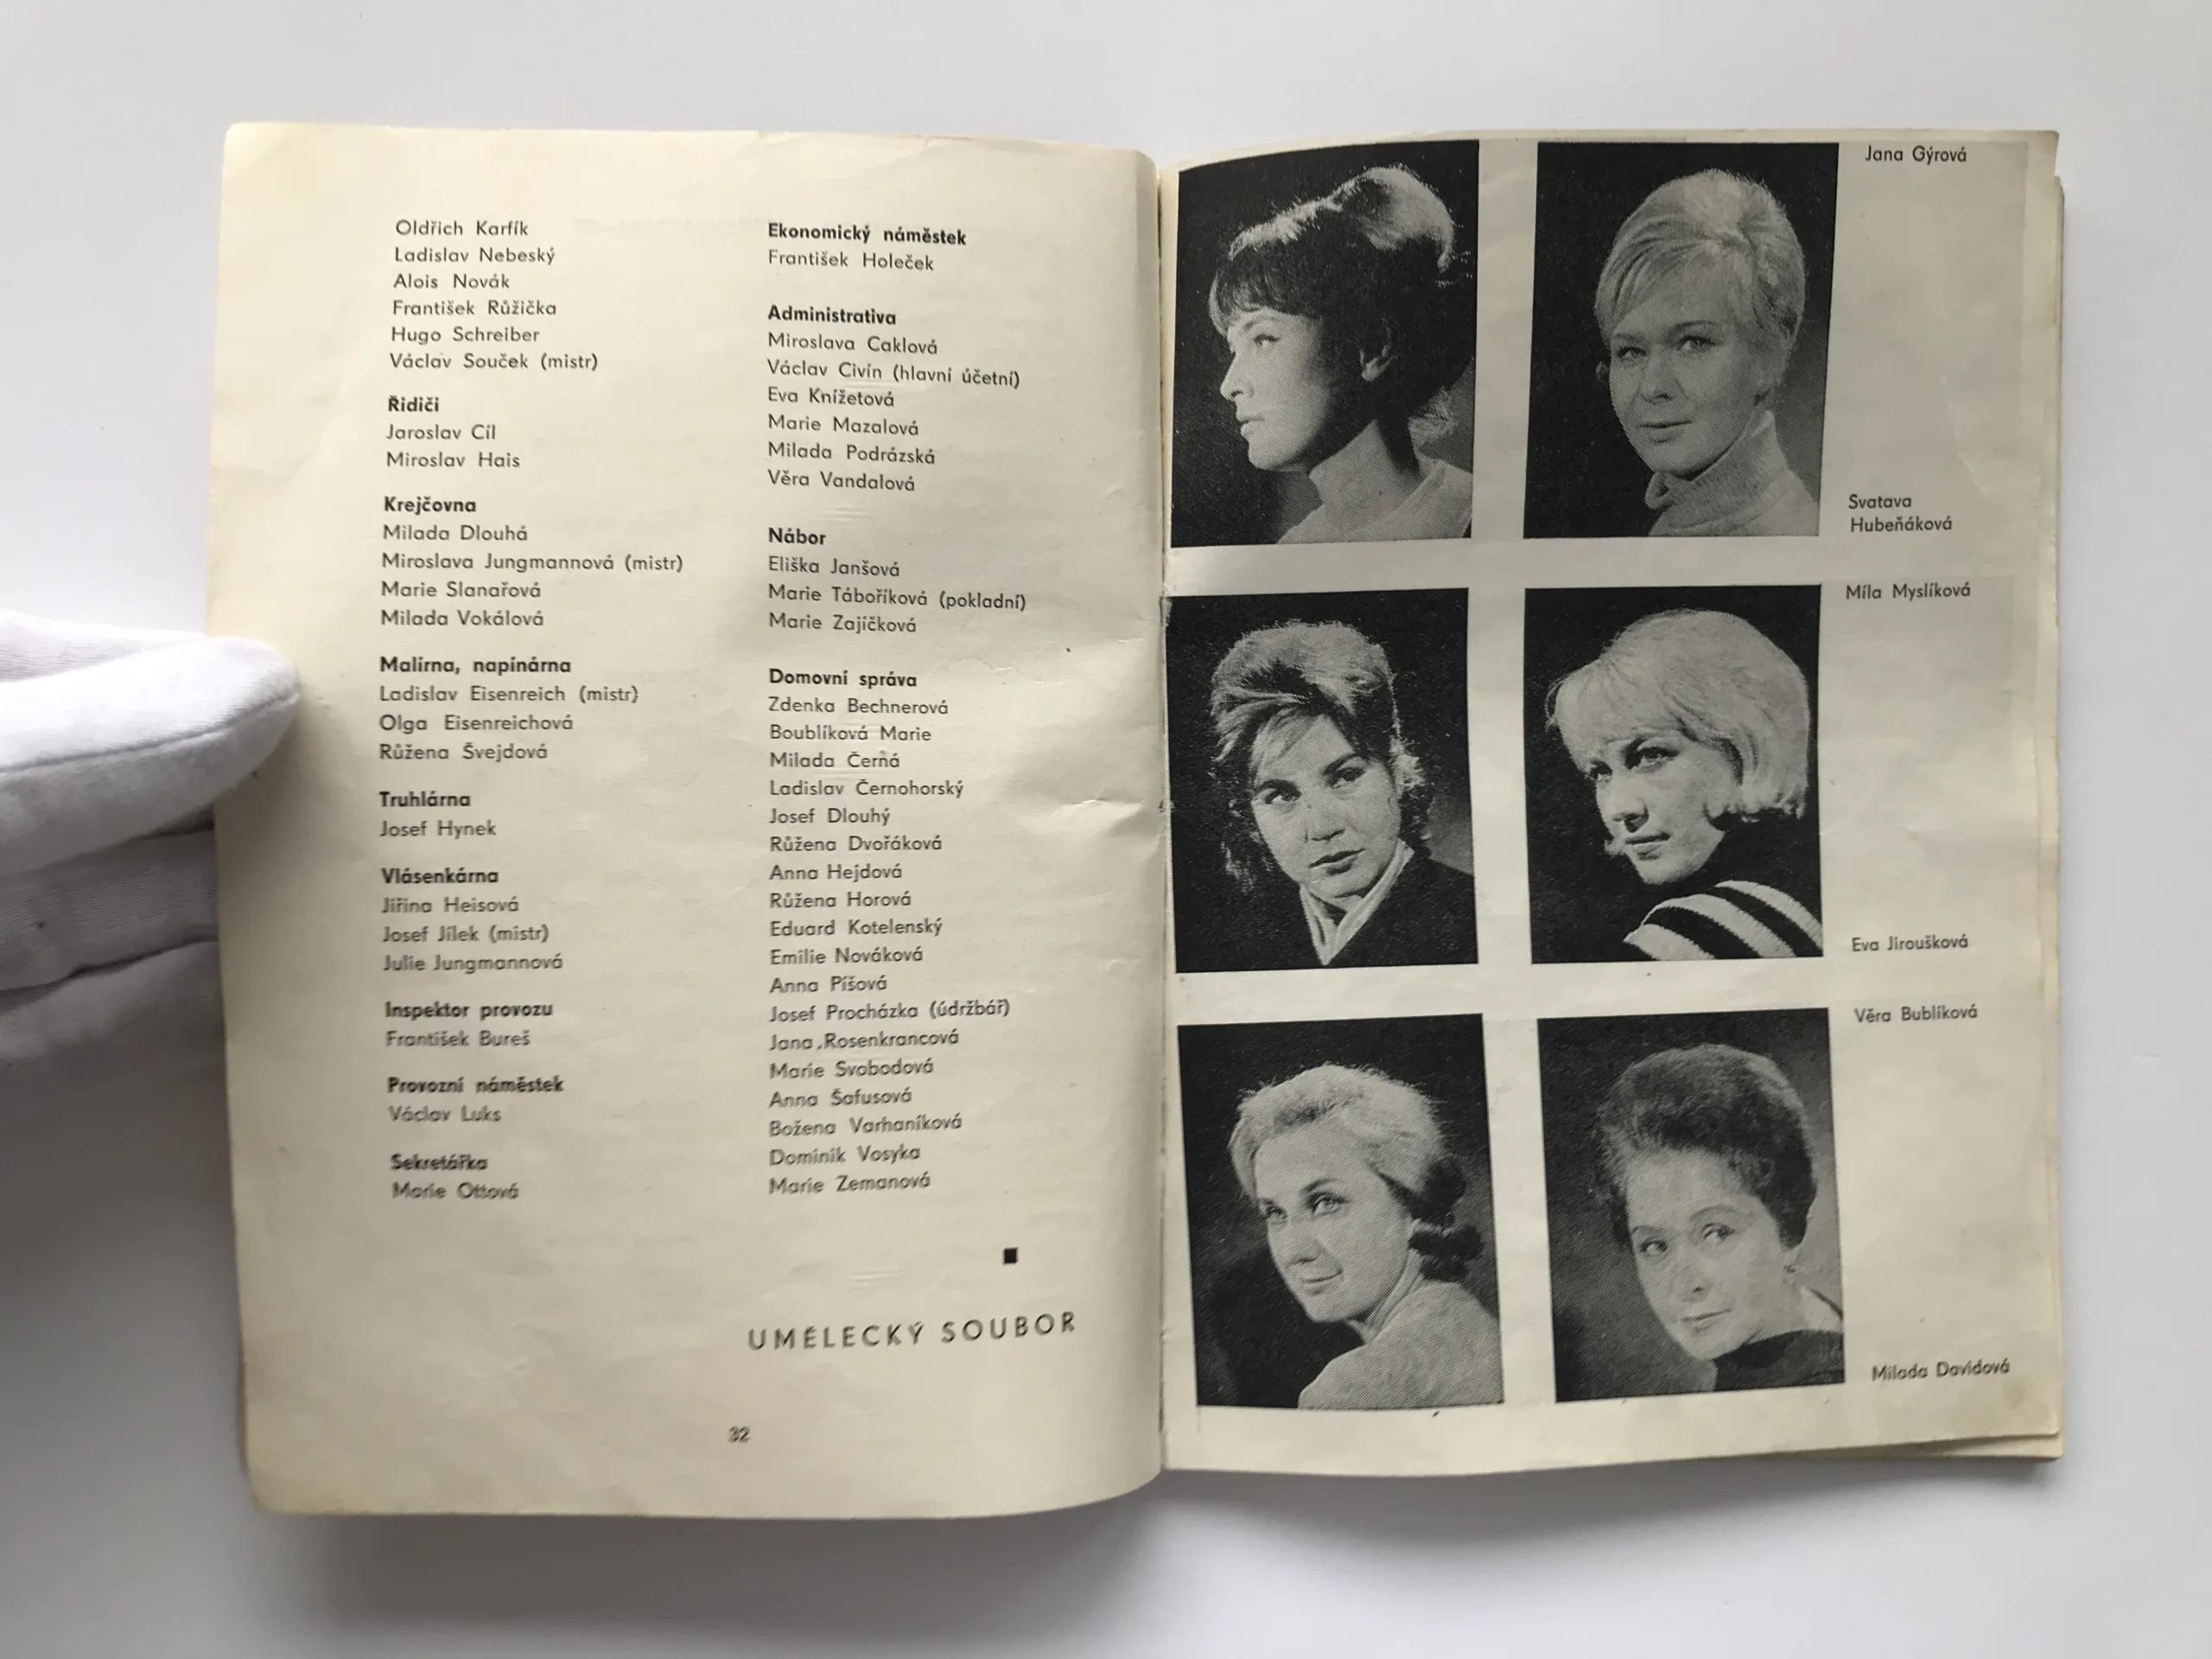 Oldřich Karfík
Ladislav Nebeský
Alois Novák
František Růžička
Hugo Schreiber
Václav Souček (mistr)
Řidiči
Jaroslav Cíl
Miroslav Hais
Krejčovna
Milada Dlouhá
Miroslava Jungmannová (mistr)
Marie Slanařová
Milada Vokálová
Malírna, napínárna
Ladislav Eisenreich (mistr)
Olga Eisenreichová
Růžena Švejdová
Truhlárna
Josef Hynek
Vlásenkárna
Jiřina Heisová
Josef Jílek (mistr)
Julie Jungmannová
Inspektor provozu
František Bureš
Provozní náměstek
Václav Luks
Sekretářka
Marie Ottová
Ekonomický náměstek
František Holeček
Administrativa
Miroslava Caklová
Václav Civín (hlavní účetní)
Eva Knížetová
Marie Mazalová
Milada Podrázská
Věra Vandalová
Nábor
Eliška Janšová
Marie Táboříková (pokladní)
Marie Zajíčková
Domovní správa
Zdenka Bechnerová
Boublíková Marie
Milada Černá
Ladislav Černohorský
Josef Dlouhý
Růžena Dvořáková
Anna Hejdová
Růžena Horová
Eduard Kotelenský
Emilie Nováková
Anna Píšová
Josef Procházka (údržbář)
Jana Rosenkrancová
Marie Svobodová
Anna Šafusová
Božena Varhaníková
Dominik Vosyka
Marie Zemanová
UMĚLECKÝ SOUBOR
32
Jana Gýrová
Svatava
Hubeňáková
Míla Myslíková
Eva Jiroušková
Věra Bublíková
Milada Davidová